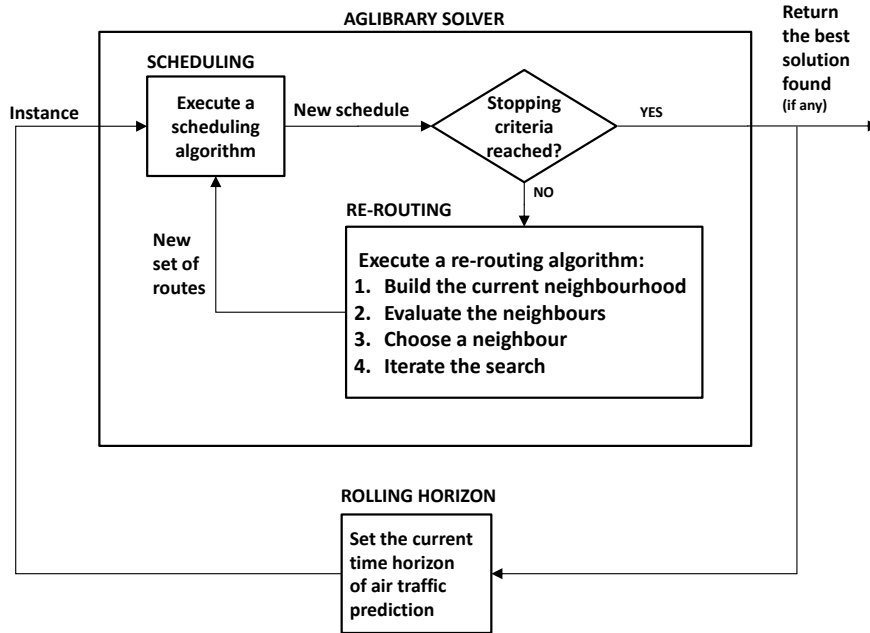 AGLIBRARY SOLVER
Return
the best
solution
found
(if any)
SCHEDULING
Instance
Execute a
scheduling
algorithm
New schedule
Stopping
criteria
reached?
YES
NO
RE-ROUTING
New
set of
routes
Execute a re-routing algorithm:
1. Build the current neighbourhood
2. Evaluate the neighbours
3. Choose a neighbour
4. Iterate the search
ROLLING HORIZON
Set the current
time horizon
of air traffic
prediction